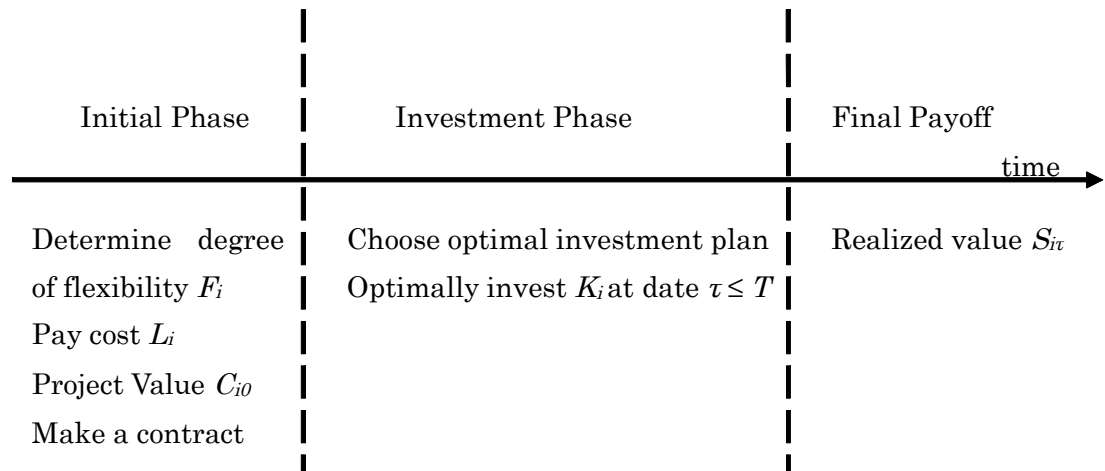 Initial Phase
Investment Phase
Final Payoff
time
Determine degree
of flexibility Fi
Pay cost Li
Project Value Ci0
Make a contract
Choose optimal investment plan
Optimally invest Ki at date τ ≤ T
Realized value Siτ